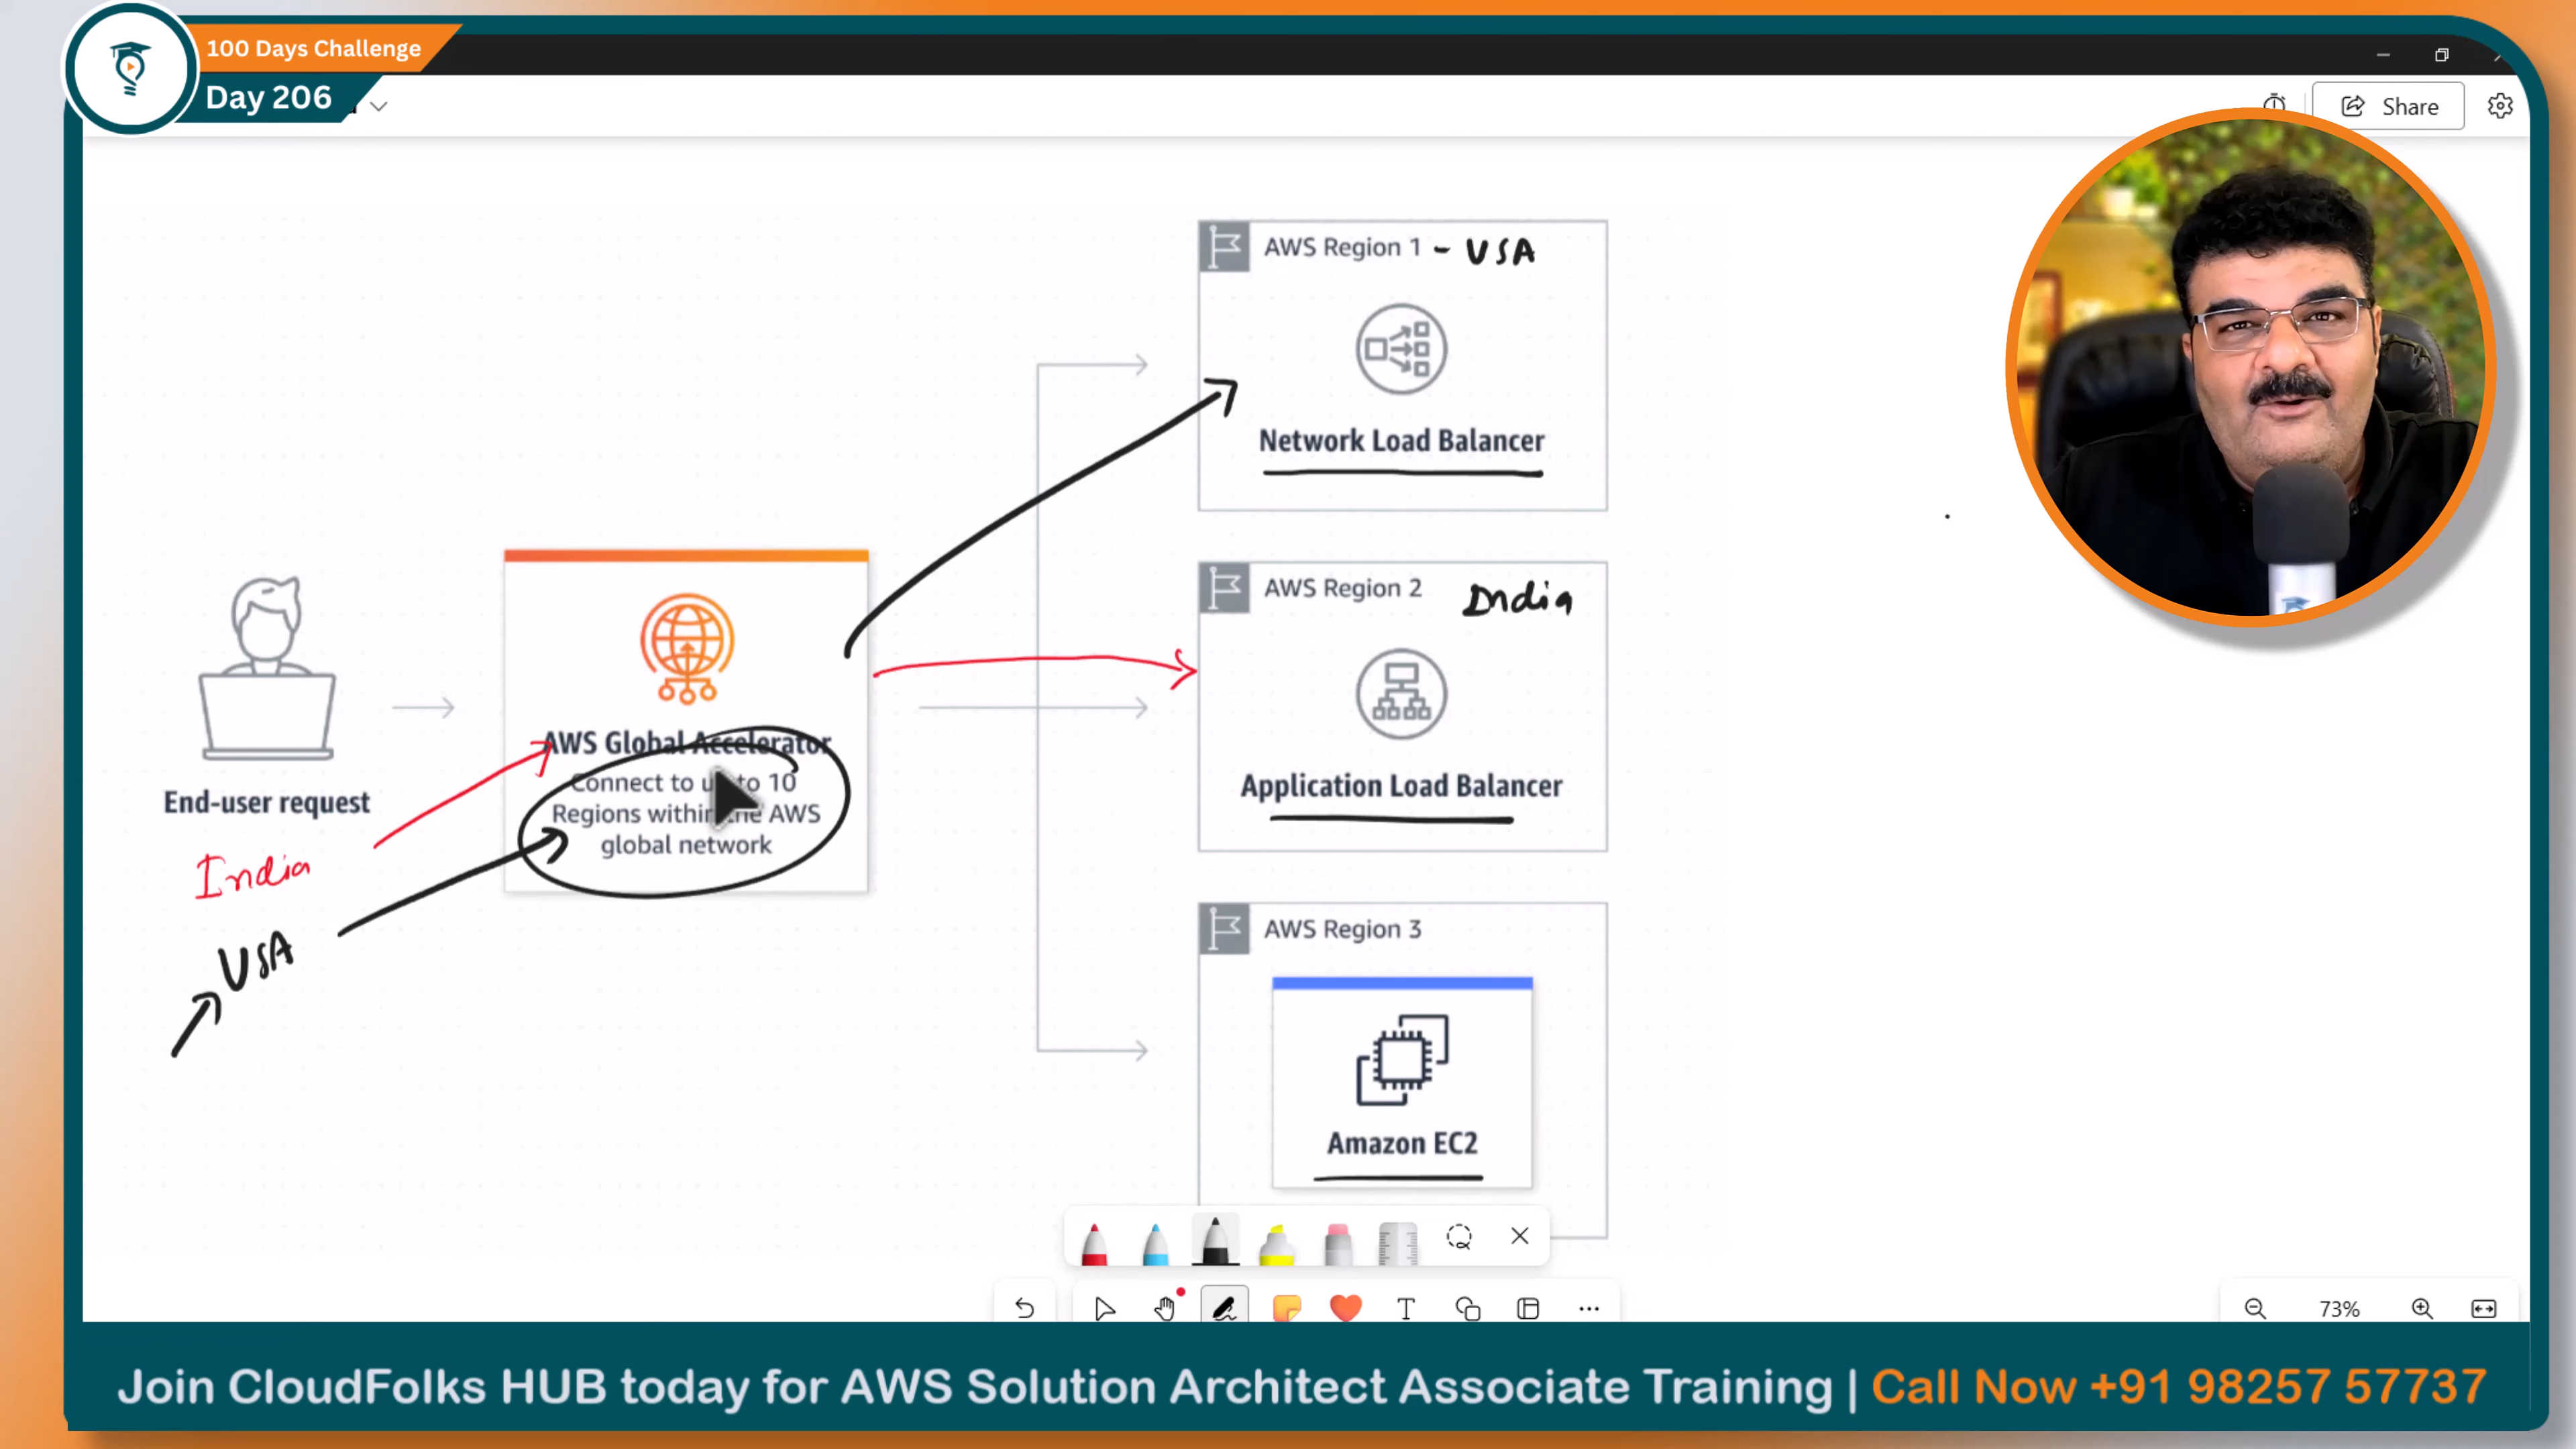 100 Days Challenge
Day 206
Share
AWS Region 1 - USA
Network Load Balancer
AWS Region 2 India
Application Load Balancer
AWS Global Accelerator
Connect to up to 10
Regions within the AWS
global network
End-user request
India
USA
AWS Region 3
Amazon EC2
73%
Join CloudFolks HUB today for AWS Solution Architect Associate Training | Call Now +91 98257 57737